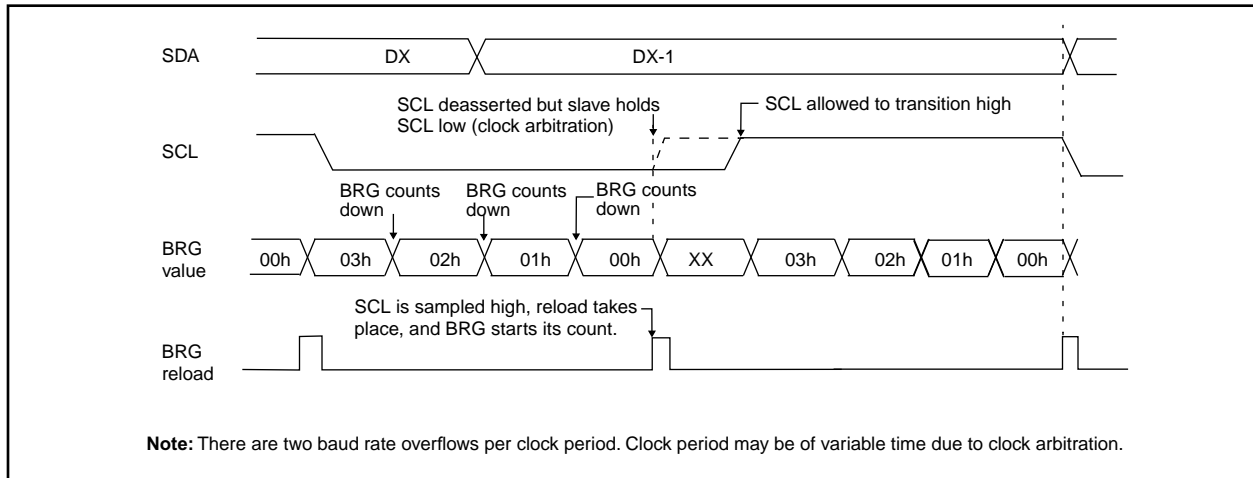 SDA
DX
DX-1
SCL deasserted but slave holds
SCL low (clock arbitration)
SCL allowed to transition high
SCL
BRG counts
down
BRG counts
down
BRG counts
down
BRG
value
00h
03h
02h
01h
00h
XX
03h
02h
01h
00h
SCL is sampled high, reload takes
place, and BRG starts its count.
BRG
reload
Note: There are two baud rate overflows per clock period. Clock period may be of variable time due to clock arbitration.